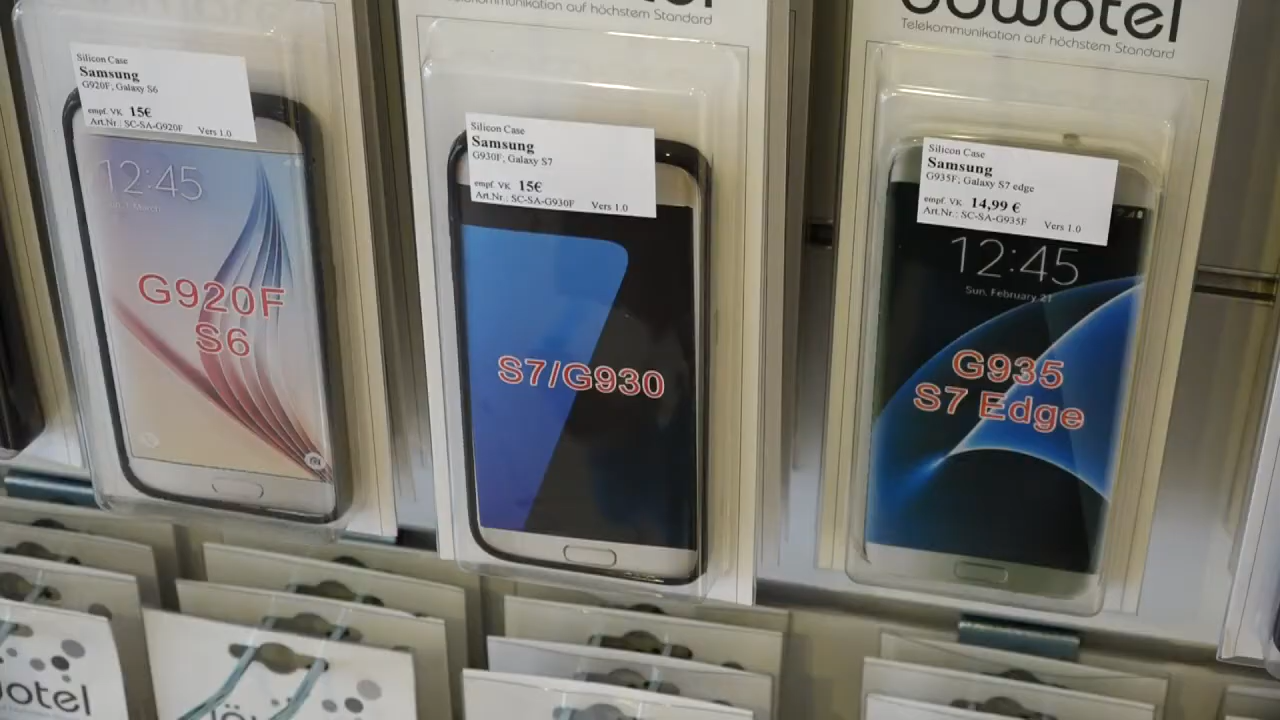 Silicon Case
Samsung
G920F; Galaxy S6
empf. VK 15€
Art.Nr.: SC-SA-G920F Vers 1.0
12:45
G920F
S6
Telekommunikation auf höchstem Standard
Silicon Case
Samsung
G930F; Galaxy S7
empf. VK 15€
Art.Nr.: SC-SA-G930F Vers 1.0
S7/G930
Telekommunikation auf höchstem Standard
Silicon Case
Samsung
G935F; Galaxy S7 edge
empf. VK 14,99 €
Art.Nr.: SC-SA-G935F Vers 1.0
12:45
Sun, February 21
G935
S7 Edge